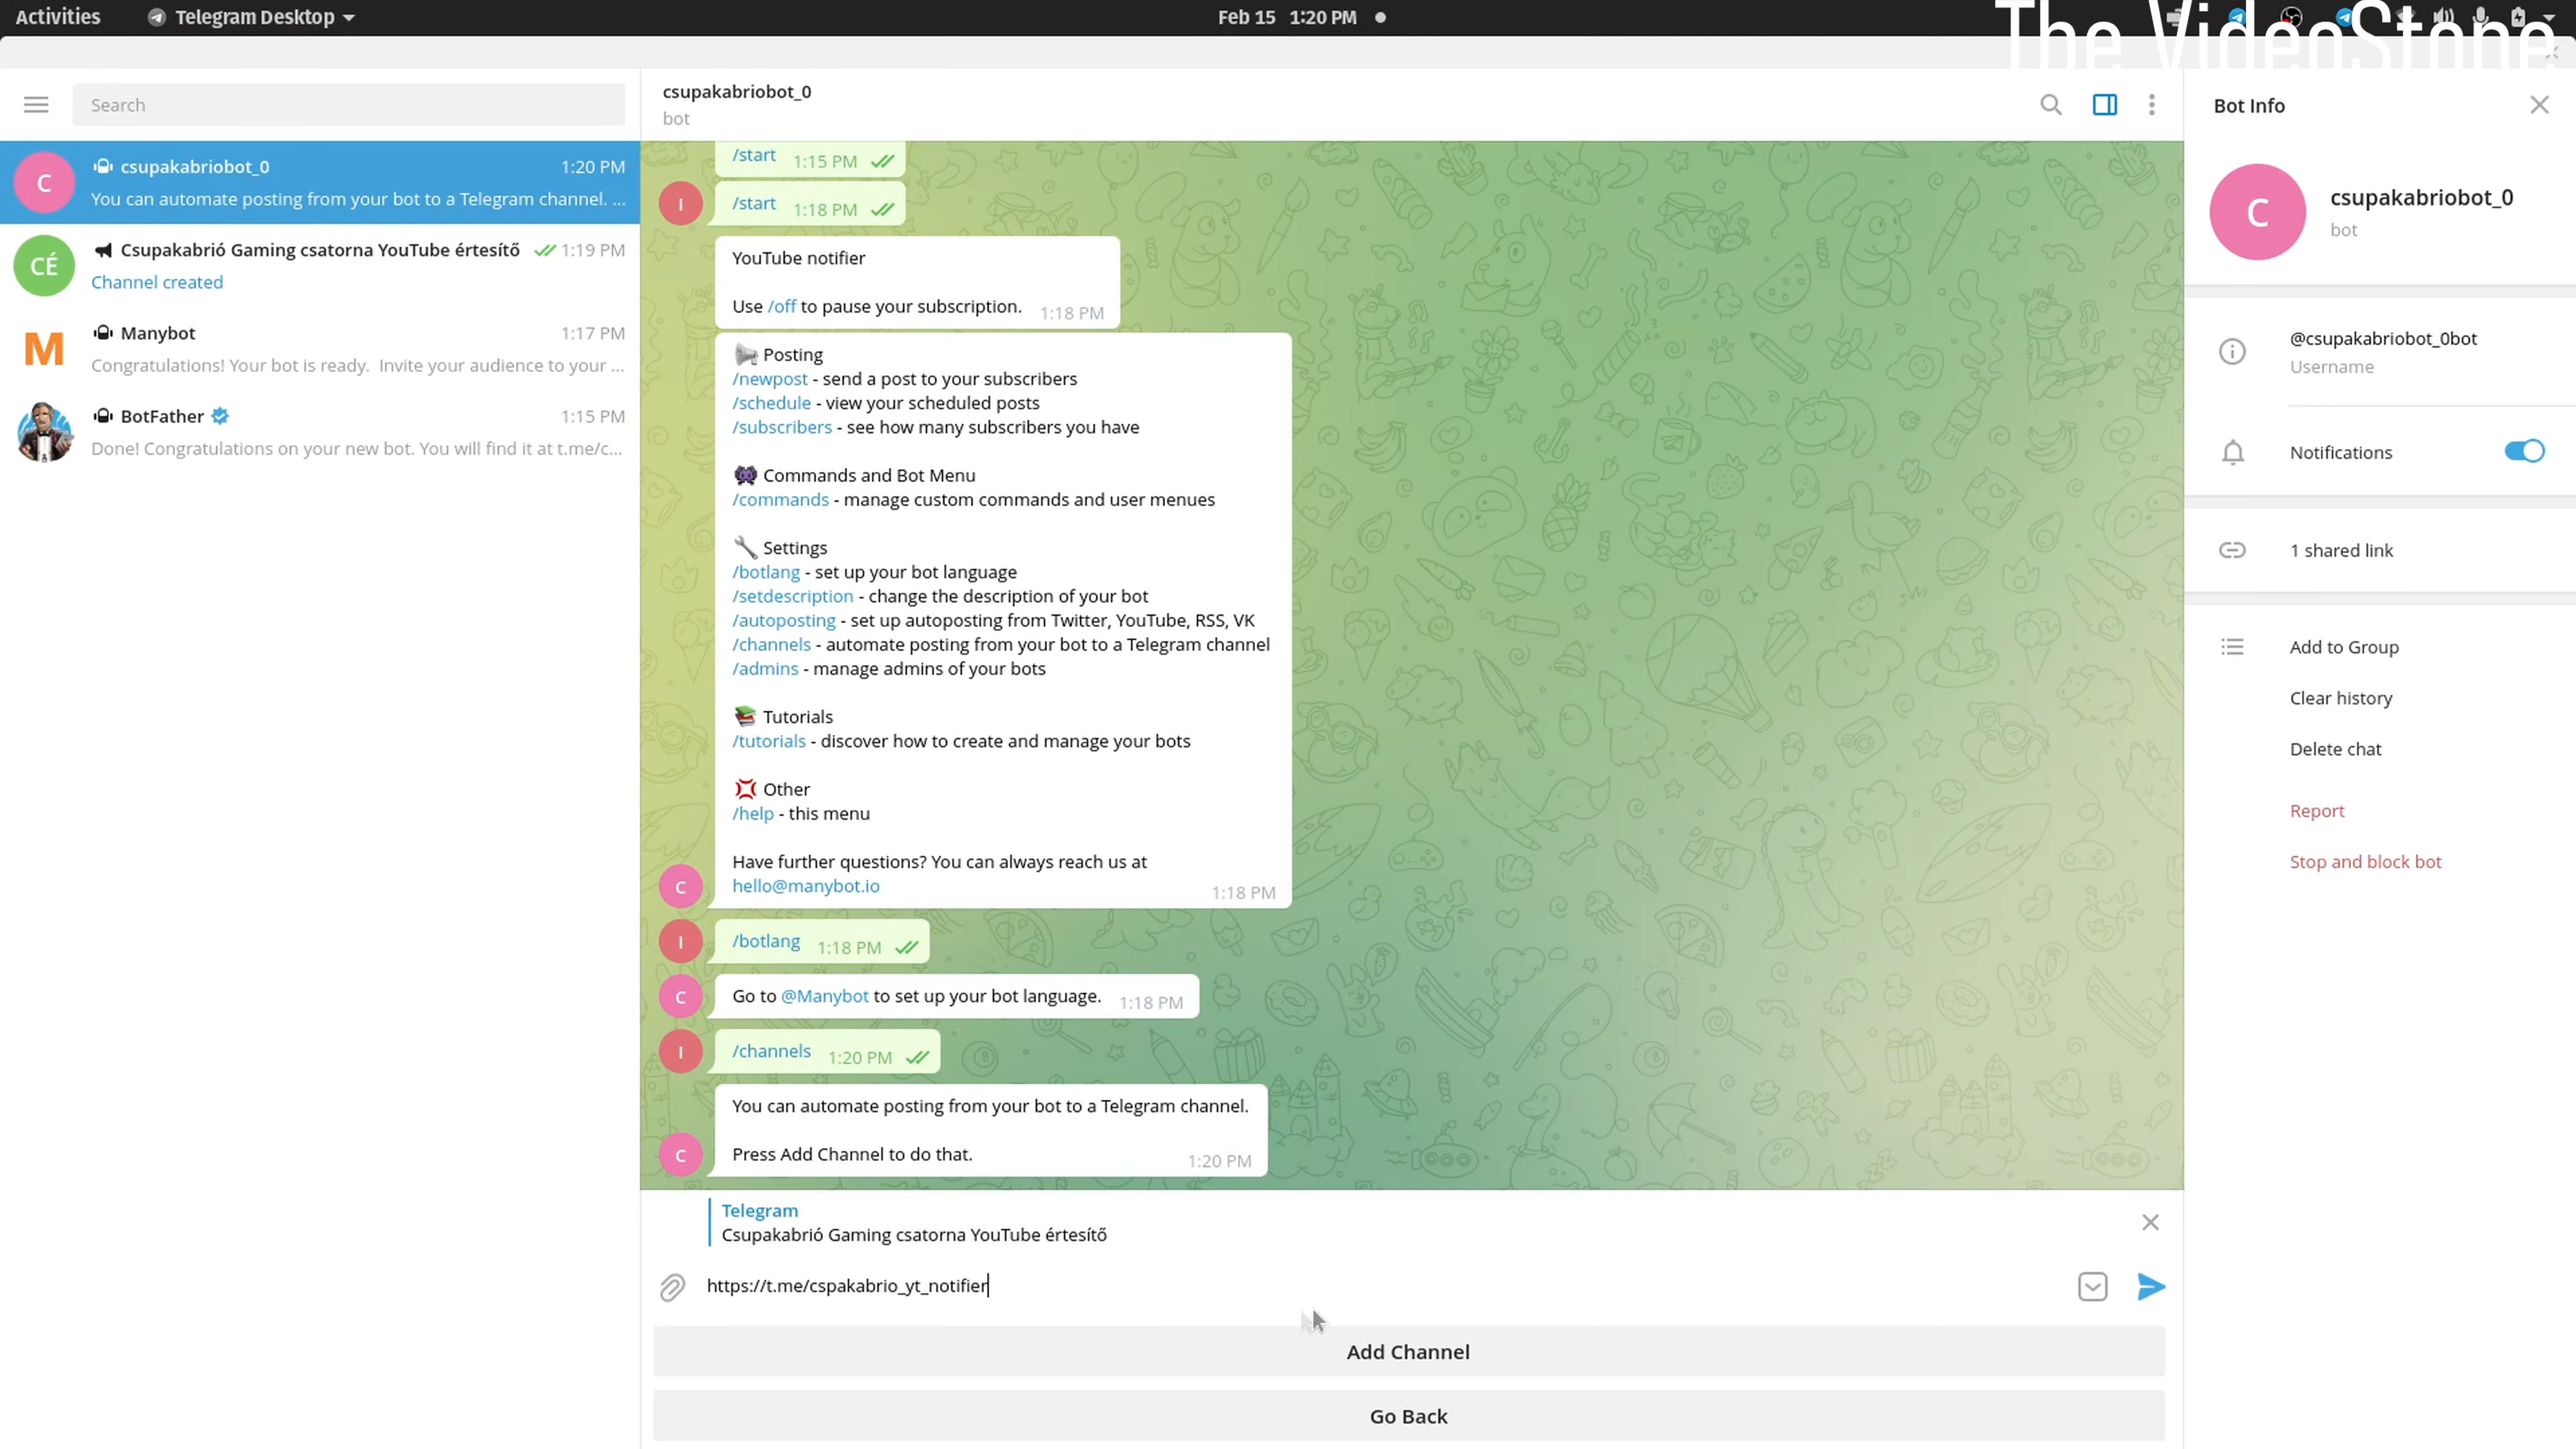 Activities
Telegram Desktop
Feb 15 1:20 PM
The VideoStone
Search
C
csupakabriobot_0
1:20 PM
You can automate posting from your bot to a Telegram channel. ...
CÉ
Csupakabrió Gaming csatorna YouTube értesítő
1:19 PM
Channel created
M
Manybot
1:17 PM
Congratulations! Your bot is ready. Invite your audience to your ...
BotFather
1:15 PM
Done! Congratulations on your new bot. You will find it at t.me/c...
csupakabriobot_0
bot
/start 1:15 PM
I
/start 1:18 PM
YouTube notifier
Use /off to pause your subscription. 1:18 PM
Posting
/newpost - send a post to your subscribers
/schedule - view your scheduled posts
/subscribers - see how many subscribers you have
Commands and Bot Menu
/commands - manage custom commands and user menues
Settings
/botlang - set up your bot language
/setdescription - change the description of your bot
/autoposting - set up autoposting from Twitter, YouTube, RSS, VK
/channels - automate posting from your bot to a Telegram channel
/admins - manage admins of your bots
Tutorials
/tutorials - discover how to create and manage your bots
Other
/help - this menu
Have further questions? You can always reach us at
hello@manybot.io
1:18 PM
C
I
/botlang 1:18 PM
C
Go to @Manybot to set up your bot language. 1:18 PM
I
/channels 1:20 PM
You can automate posting from your bot to a Telegram channel.
C
Press Add Channel to do that. 1:20 PM
Telegram
Csupakabrió Gaming csatorna YouTube értesítő
https://t.me/cspakabrio_yt_notifier
Add Channel
Go Back
Bot Info
C
csupakabriobot_0
bot
@csupakabriobot_0bot
Username
Notifications
1 shared link
Add to Group
Clear history
Delete chat
Report
Stop and block bot